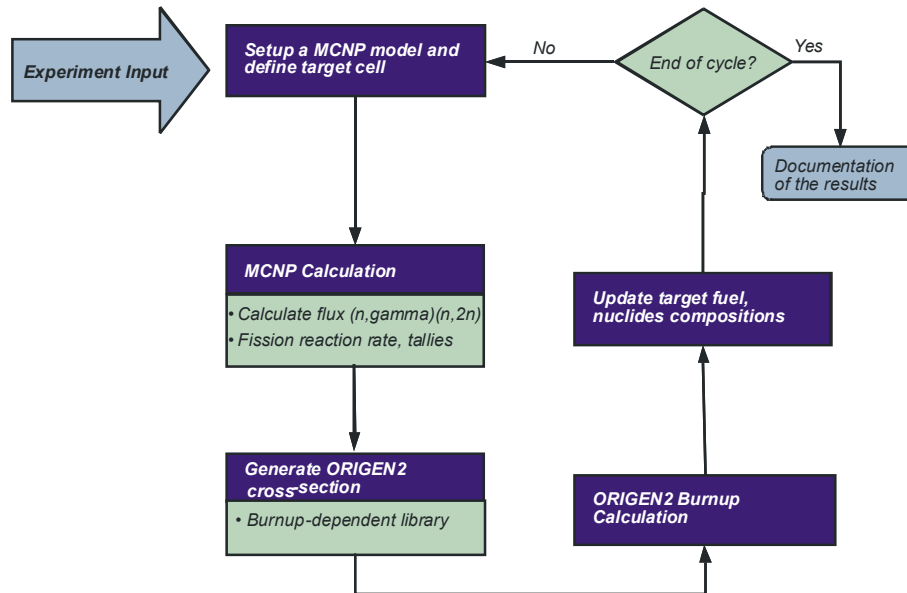 Experiment Input
Setup a MCNP model and
define target cell
No
End of cycle?
Yes
Documentation
of the results
MCNP Calculation
• Calculate flux (n,gamma)(n,2n)
• Fission reaction rate, tallies
Update target fuel,
nuclides compositions
Generate ORIGEN2
cross-section
• Burnup-dependent library
ORIGEN2 Burnup
Calculation